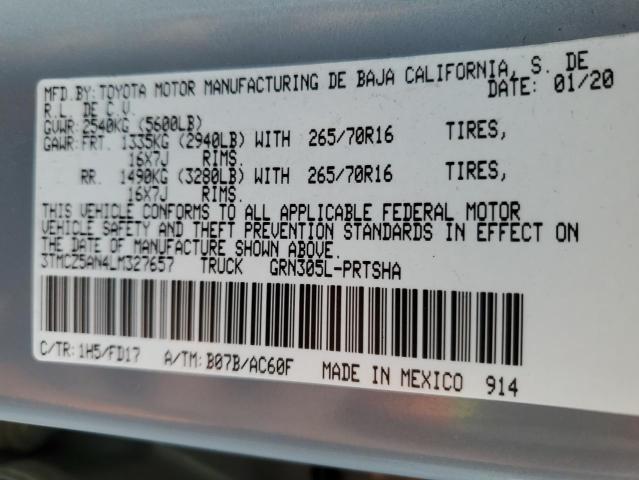 MFD.BY:TOYOTA MOTOR MANUFACTURING DE BAJA CALIFORNIA, S. DE
R.L. DE C.V. DATE: 01/20
GVWR:2540KG (5600LB)
GAWR:FRT. 1335KG (2940LB) WITH 265/70R16 TIRES,
16X7J RIMS.
RR. 1490KG (3280LB) WITH 265/70R16 TIRES,
16X7J RIMS.
THIS VEHICLE CONFORMS TO ALL APPLICABLE FEDERAL MOTOR
VEHICLE SAFETY AND THEFT PREVENTION STANDARDS IN EFFECT ON
THE DATE OF MANUFACTURE SHOWN ABOVE.
3TMCZ5AN4LM327657 TRUCK GRN305L-PRTSHA
C/TR:1H5/FD17 A/TM:B07B/AC60F MADE IN MEXICO 914